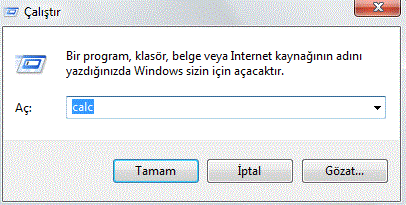 Çalıştır
Bir program, klasör, belge veya Internet kaynağının adını
yazdığınızda Windows sizin için açacaktır.
Aç: calc
Tamam İptal Gözat...